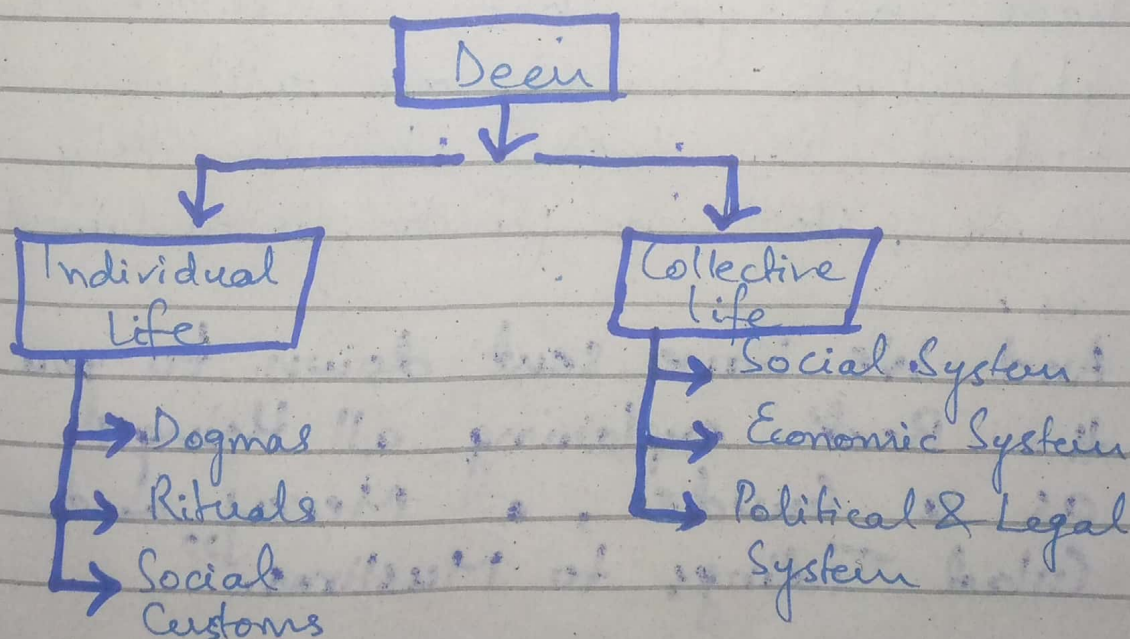 Deen
Individual
Life
Dogmas
Rituals
Social
Customs
Collective
life
Social System
Economic System
Political & Legal
System